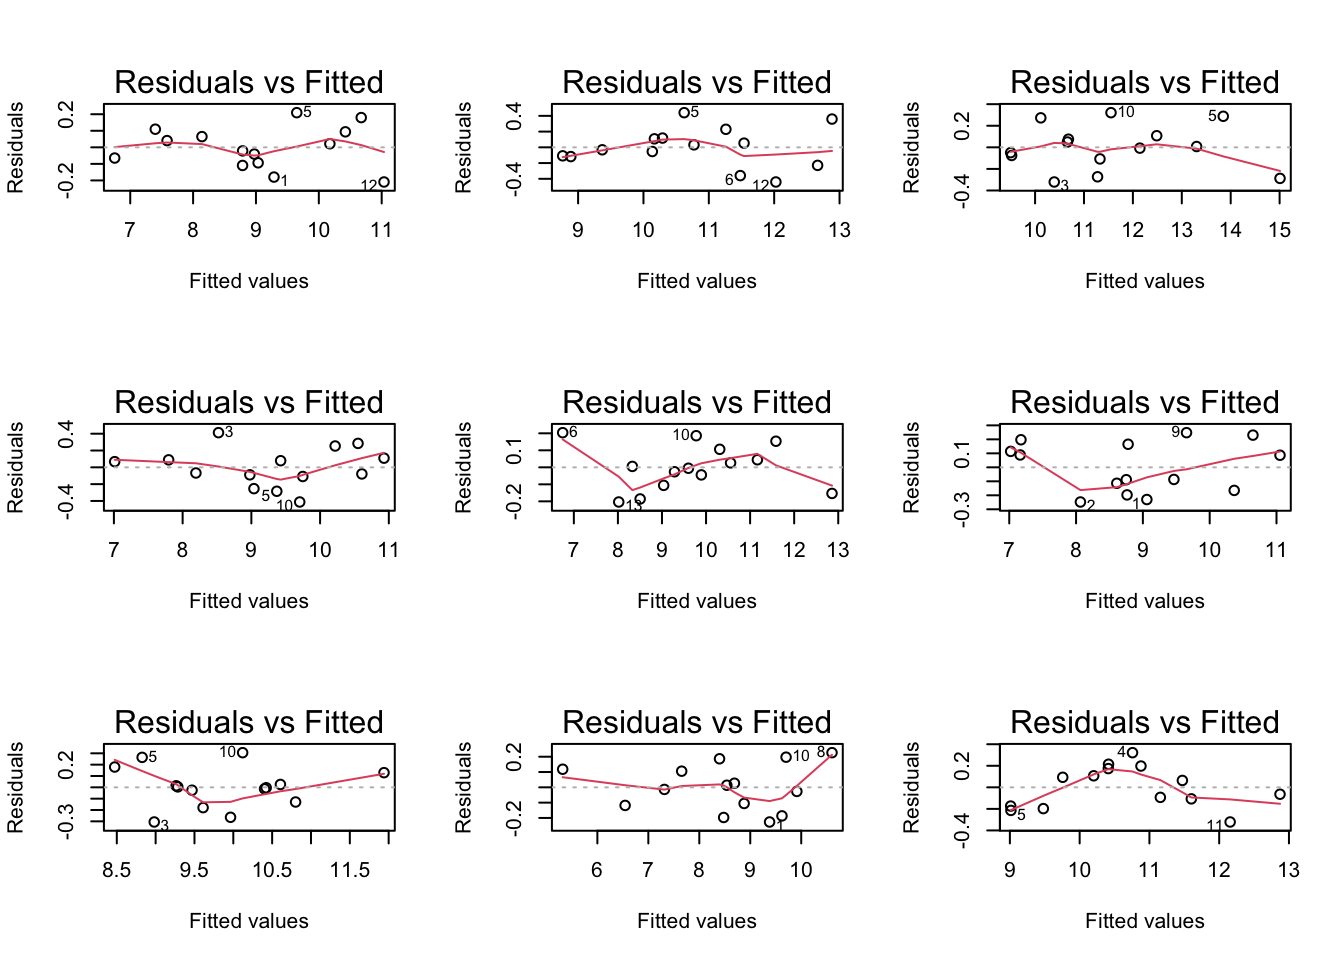 Residuals vs Fitted
Residuals
0.2
-0.2
5
1
12
7 8 9 10 11
Fitted values
Residuals vs Fitted
Residuals
0.4
-0.4
5
6
12
9 10 11 12 13
Fitted values
Residuals vs Fitted
Residuals
0.2
-0.4
10
5
3
10 11 12 13 14 15
Fitted values
Residuals vs Fitted
Residuals
0.4
-0.4
3
5
10
7 8 9 10 11
Fitted values
Residuals vs Fitted
Residuals
0.1
-0.2
6
10
13
7 8 9 10 11 12 13
Fitted values
Residuals vs Fitted
Residuals
0.1
-0.3
9
2
1
7 8 9 10 11
Fitted values
Residuals vs Fitted
Residuals
0.2
-0.3
5
10
3
8.5 9.5 10.5 11.5
Fitted values
Residuals vs Fitted
Residuals
0.2
-0.2
10
8
1
6 7 8 9 10
Fitted values
Residuals vs Fitted
Residuals
0.2
-0.4
4
5
11
9 10 11 12 13
Fitted values